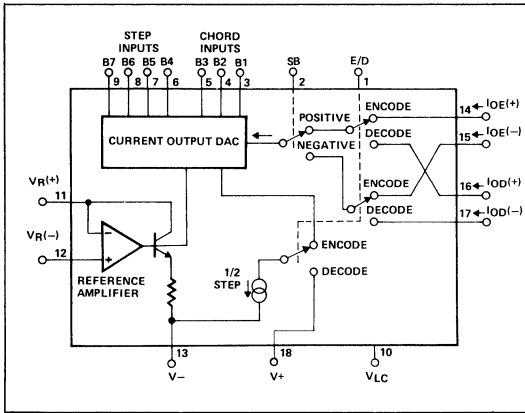 STEP INPUTS
CHORD INPUTS
B7 B6 B5 B4 B3 B2 B1 SB E/D
9 8 7 6 5 4 3 2 1
CURRENT OUTPUT DAC
POSITIVE
NEGATIVE
ENCODE
DECODE
ENCODE
DECODE
14 IOE(+)
15 IOE(−)
16 IOD(+)
17 IOD(−)
VR(+)
11
VR(−)
12
−
+
REFERENCE
AMPLIFIER
1/2
STEP
ENCODE
DECODE
13 18 10
V− V+ VLC